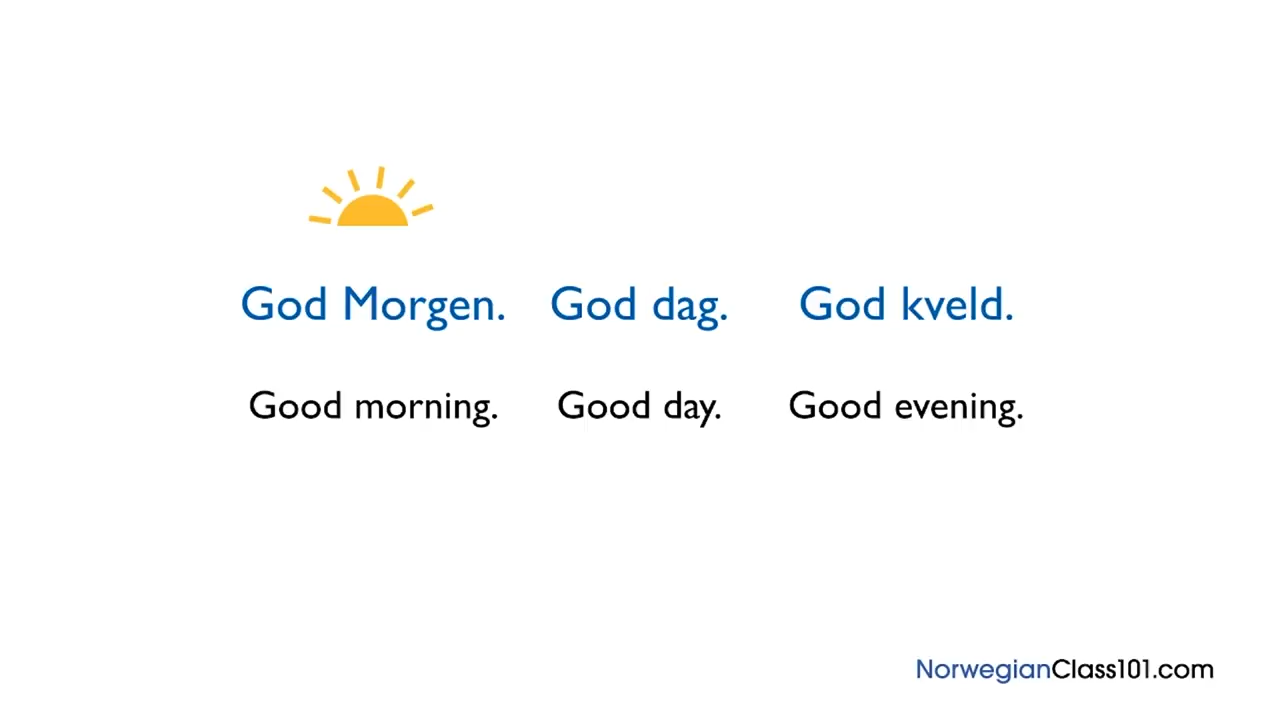 God Morgen. God dag. God kveld.
Good morning. Good day. Good evening.
NorwegianClass101.com